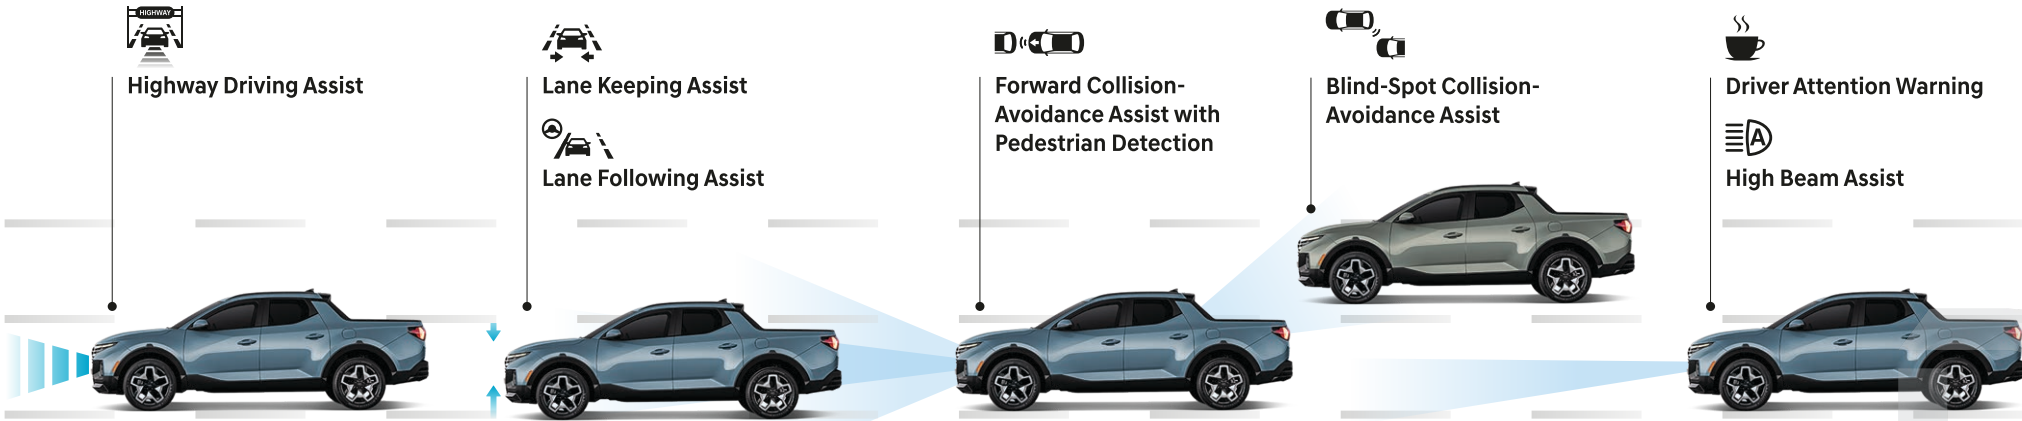 HIGHWAY
Highway Driving Assist
Lane Keeping Assist
Lane Following Assist
Forward Collision-
Avoidance Assist with
Pedestrian Detection
Blind-Spot Collision-
Avoidance Assist
Driver Attention Warning
A
High Beam Assist